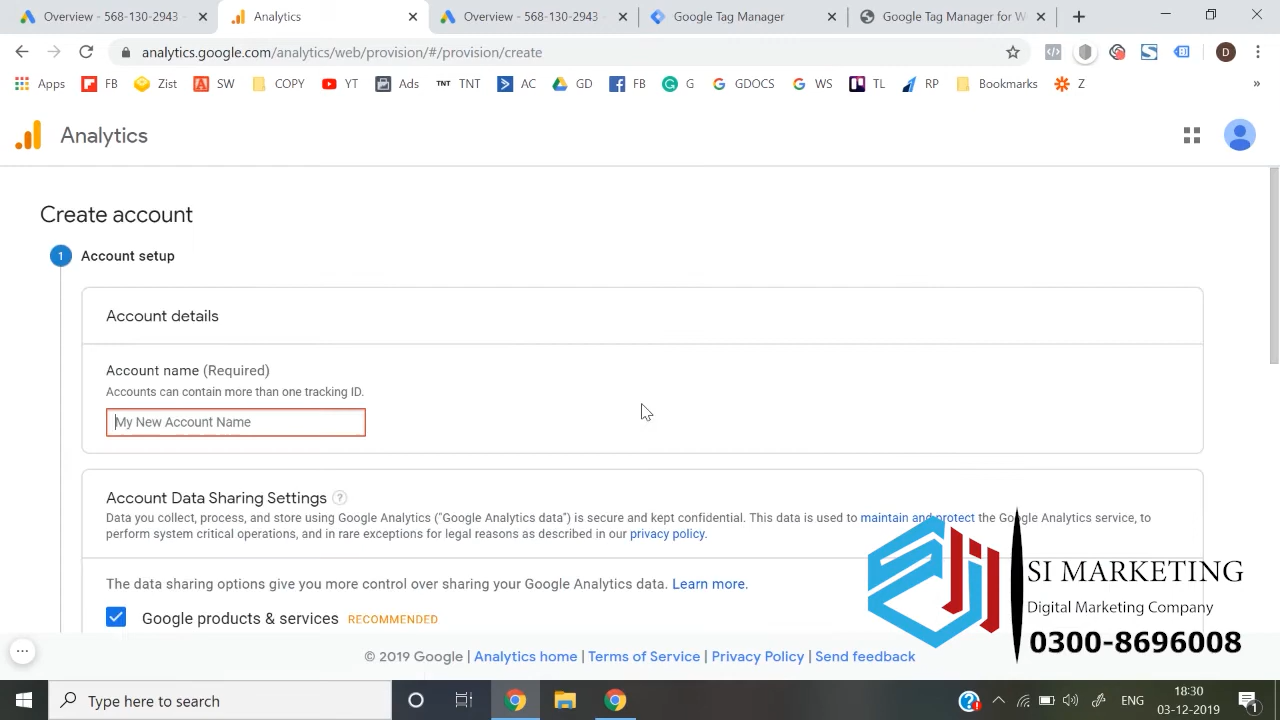 Overview - 568-130-2943
Analytics
Overview - 568-130-2943
Google Tag Manager
Google Tag Manager for W
analytics.google.com/analytics/web/provision/#/provision/create
D
Apps
FB
Zist
SW
COPY
YT
Ads
TNT TNT
AC
GD
FB
G
GDOCS
WS
TL
RP
Bookmarks
Z
»
Analytics
Create account
1 Account setup
Account details
Account name (Required)
Accounts can contain more than one tracking ID.
My New Account Name
Account Data Sharing Settings ?
Data you collect, process, and store using Google Analytics ("Google Analytics data") is secure and kept confidential. This data is used to maintain and protect the Google Analytics service, to
perform system critical operations, and in rare exceptions for legal reasons as described in our privacy policy.
The data sharing options give you more control over sharing your Google Analytics data. Learn more.
Google products & services RECOMMENDED
SI MARKETING
Digital Marketing Company
0300-8696008
© 2019 Google | Analytics home | Terms of Service | Privacy Policy | Send feedback
Type here to search
ENG
18:30
03-12-2019
1